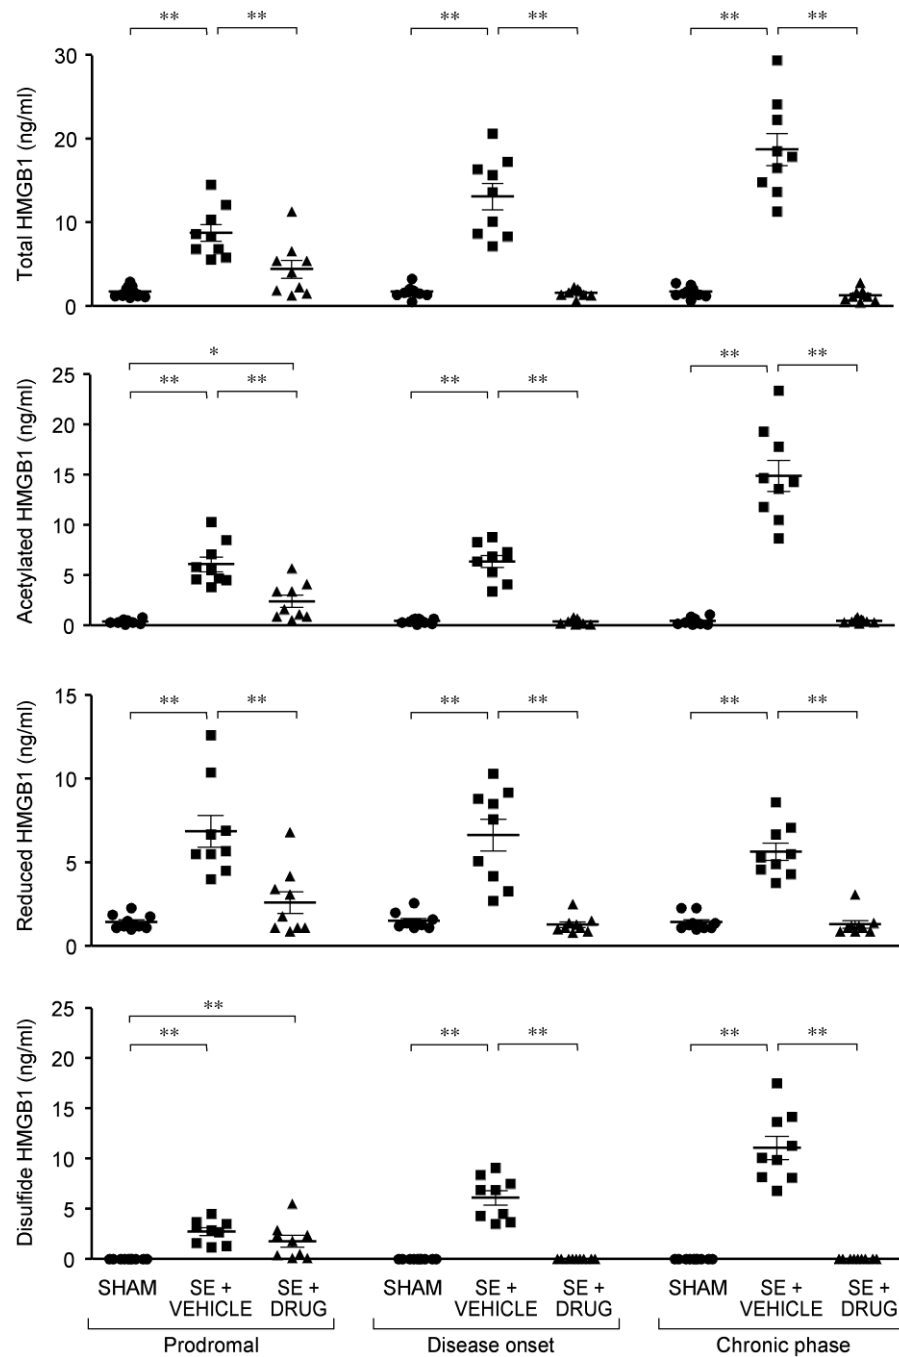 ** ** ** ** ** **
30
20
10
0
Total HMGB1 (ng/ml)
*
** ** ** ** ** **
25
20
15
10
5
0
Acetylated HMGB1 (ng/ml)
** ** ** ** ** **
15
10
5
0
Reduced HMGB1 (ng/ml)
**
** ** ** ** **
25
20
15
10
5
0
Disulfide HMGB1 (ng/ml)
SHAM SE + SE + SHAM SE + SE + SHAM SE + SE +
VEHICLE DRUG VEHICLE DRUG VEHICLE DRUG
Prodromal Disease onset Chronic phase